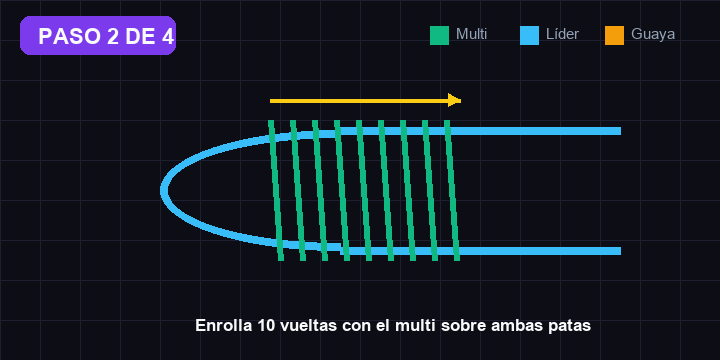 PASO 2 DE 4
Multi
Líder
Guaya
Enrolla 10 vueltas con el multi sobre ambas patas